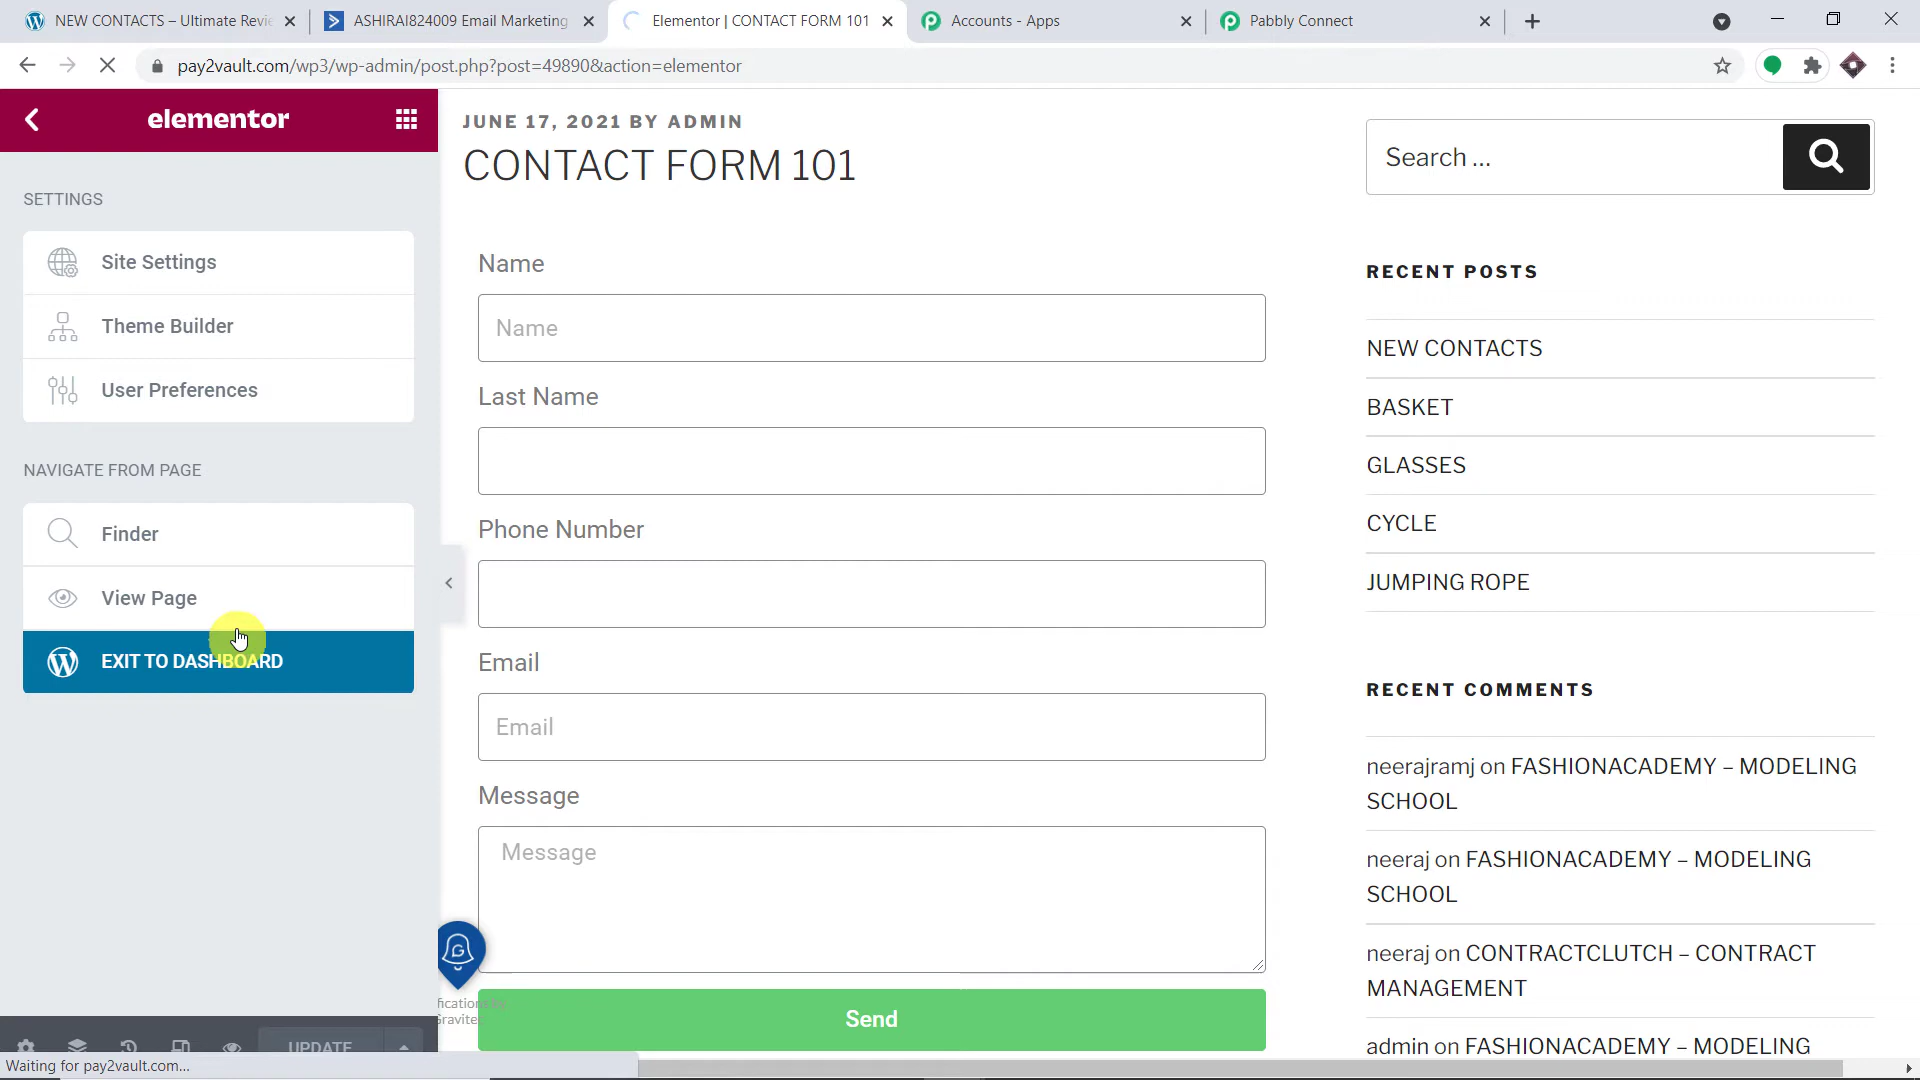 NEW CONTACTS – Ultimate Revie
ASHIRAI824009 Email Marketing
Elementor | CONTACT FORM 101
Accounts - Apps
Pabbly Connect
pay2vault.com/wp3/wp-admin/post.php?post=49890&action=elementor
elementor
SETTINGS
Site Settings
Theme Builder
User Preferences
NAVIGATE FROM PAGE
Finder
View Page
EXIT TO DASHBOARD
UPDATE
Waiting for pay2vault.com...
JUNE 17, 2021 BY ADMIN
CONTACT FORM 101
Name
Name
Last Name
Phone Number
Email
Email
Message
Message
Send
Search ...
RECENT POSTS
NEW CONTACTS
BASKET
GLASSES
CYCLE
JUMPING ROPE
RECENT COMMENTS
neerajramj on FASHIONACADEMY – MODELING
SCHOOL
neeraj on FASHIONACADEMY – MODELING
SCHOOL
neeraj on CONTRACTCLUTCH – CONTRACT
MANAGEMENT
admin on FASHIONACADEMY – MODELING